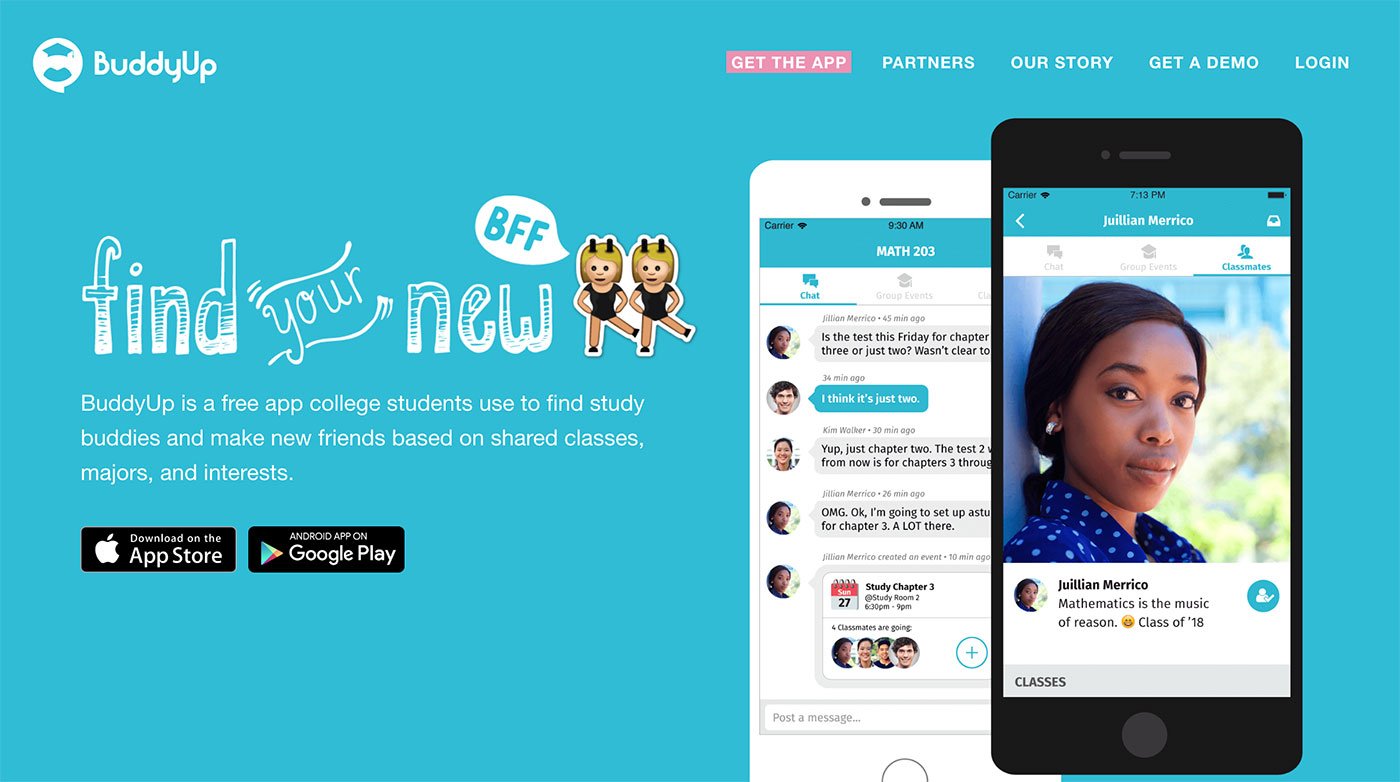 BuddyUp
GET THE APP
PARTNERS
OUR STORY
GET A DEMO
LOGIN
find your new
BFF
BuddyUp is a free app college students use to find study
buddies and make new friends based on shared classes,
majors, and interests.
Download on the
App Store
ANDROID APP ON
Google Play
Carrier
9:30 AM
MATH 203
Chat
Group Events
Cla
Jillian Merrico • 45 min ago
Is the test this Friday for chapter
three or just two? Wasn't clear to
34 min ago
I think it's just two.
Kim Walker • 30 min ago
Yup, just chapter two. The test 2 w
from now is for chapters 3 throug
Jillian Merrico • 26 min ago
OMG. Ok, I'm going to set up astu
for chapter 3. A LOT there.
Jillian Merrico created an event • 10 min ago
Sun
27
Study Chapter 3
@Study Room 2
6:30pm - 9pm
4 Classmates are going:
Post a message...
Carrier
7:13 PM
Juillian Merrico
Chat
Group Events
Classmates
Juillian Merrico
Mathematics is the music
of reason. 😀 Class of '18
CLASSES